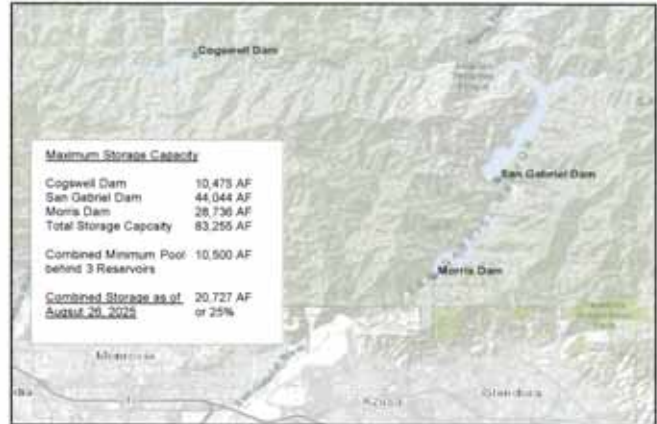 Cogswell Dam
San Gabriel Dam
Morris Dam
Maximum Storage Capacity
Cogswell Dam 10,475 AF
San Gabriel Dam 44,044 AF
Morris Dam 28,736 AF
Total Storage Capcaity 83,255 AF
Combined Minimum Pool 10,500 AF
behind 3 Reservoirs
Combined Storage as of 20,727 AF
Augsut 26, 2025 or 25%
Monrovia
Azusa
Glendora